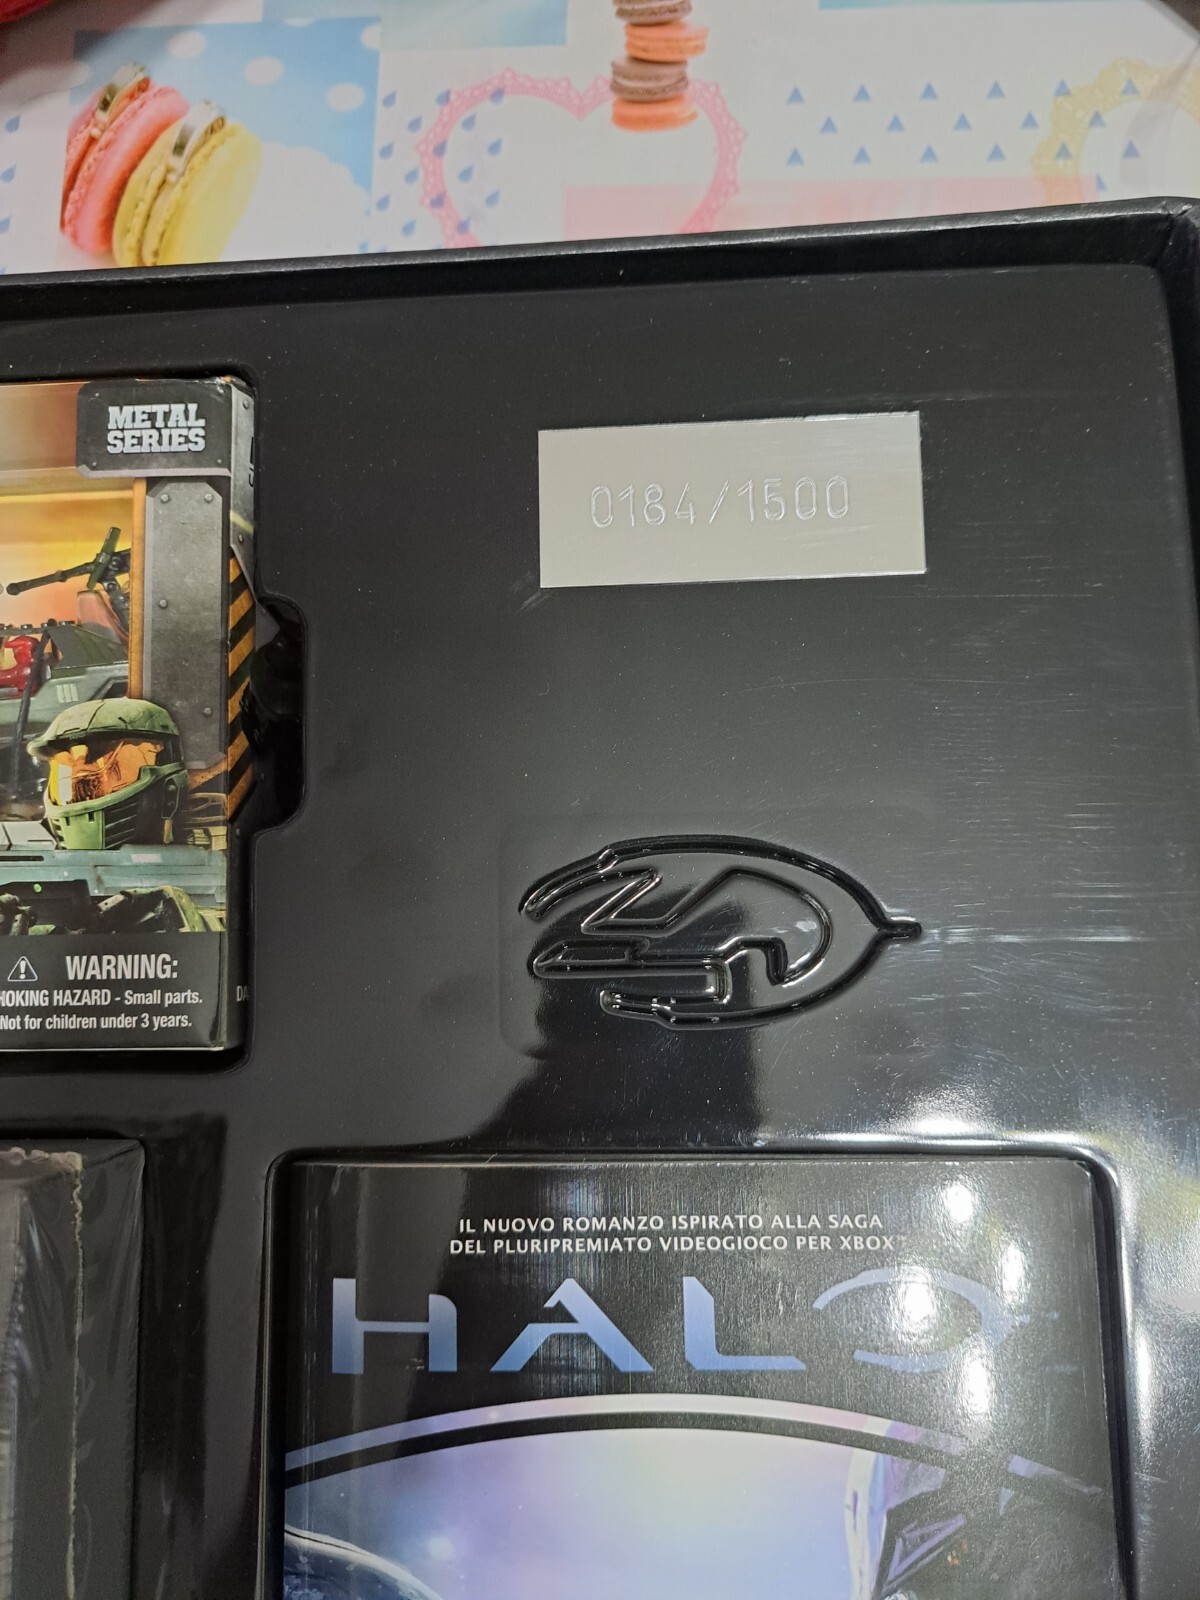 METAL
SERIES
0184/1500
WARNING:
HOKING HAZARD - Small parts.
Not for children under 3 years.
DA
IL NUOVO ROMANZO ISPIRATO ALLA SAGA
DEL PLURIPREMIATO VIDEOGIOCO PER XBOX
HALO